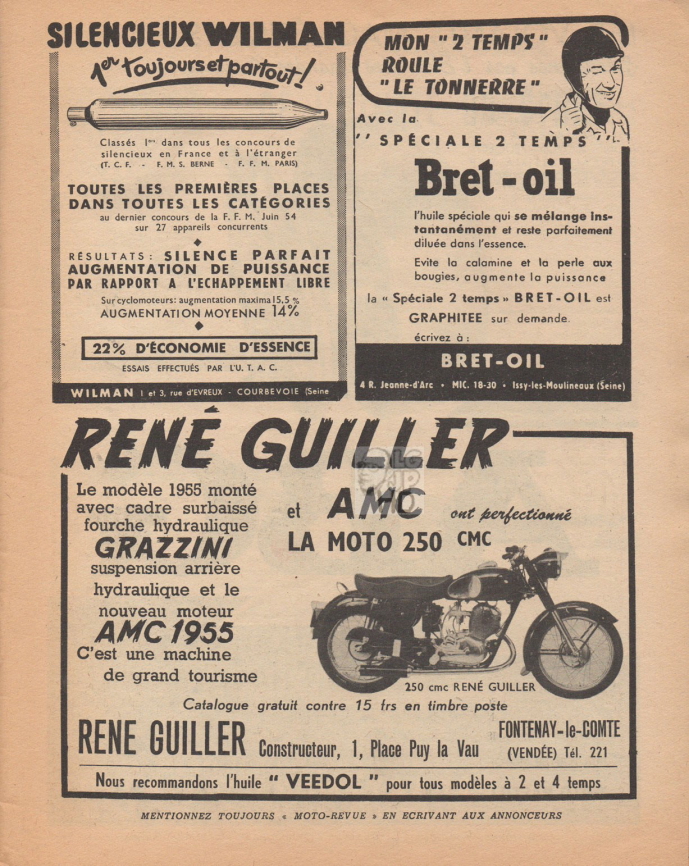 SILENCIEUX WILMAN
1er toujours et partout!
Classés 1ers dans tous les concours de
silencieux en France et à l'étranger
(T. C. F. - F. M. S. BERNE - F. F. M. PARIS)
TOUTES LES PREMIÈRES PLACES
DANS TOUTES LES CATÉGORIES
au dernier concours de la F. F. M. Juin 54
sur 27 appareils concurrents
RÉSULTATS: SILENCE PARFAIT
AUGMENTATION DE PUISSANCE
PAR RAPPORT A L'ECHAPPEMENT LIBRE
Sur cyclomoteurs: augmentation maxima 15,5 %
AUGMENTATION MOYENNE 14%
22% D'ÉCONOMIE D'ESSENCE
ESSAIS EFFECTUÉS PAR L'U. T. A. C.
WILMAN 1 et 3, rue d'EVREUX - COURBEVOIE (Seine
MON "2 TEMPS"
ROULE
"LE TONNERRE"
Avec la
"SPÉCIALE 2 TEMPS"
Bret-oil
l'huile spéciale qui se mélange ins-
tantanément et reste parfaitement
diluée dans l'essence.
Evite la calamine et la perle aux
bougies, augmente la puissance
la « Spéciale 2 temps » BRET-OIL est
GRAPHITEE sur demande.
écrivez à :
BRET-OIL
4 R. Jeanne-d'Arc • MIC. 18-30 • Issy-les-Moulineaux (Seine)
RENÉ GUILLER
Le modèle 1955 monté
avec cadre surbaissé
fourche hydraulique
GRAZZINI
suspension arrière
hydraulique et le
nouveau moteur
AMC 1955
C'est une machine
de grand tourisme
et AMC ont perfectionné
LA MOTO 250 CMC
250 cmc RENÉ GUILLER
Catalogue gratuit contre 15 frs en timbre poste
RENE GUILLER Constructeur, 1, Place Puy la Vau
FONTENAY-le-COMTE
(VENDÉE) Tél. 221
Nous recommandons l'huile "VEEDOL" pour tous modèles à 2 et 4 temps
MENTIONNEZ TOUJOURS « MOTO-REVUE » EN ECRIVANT AUX ANNONCEURS